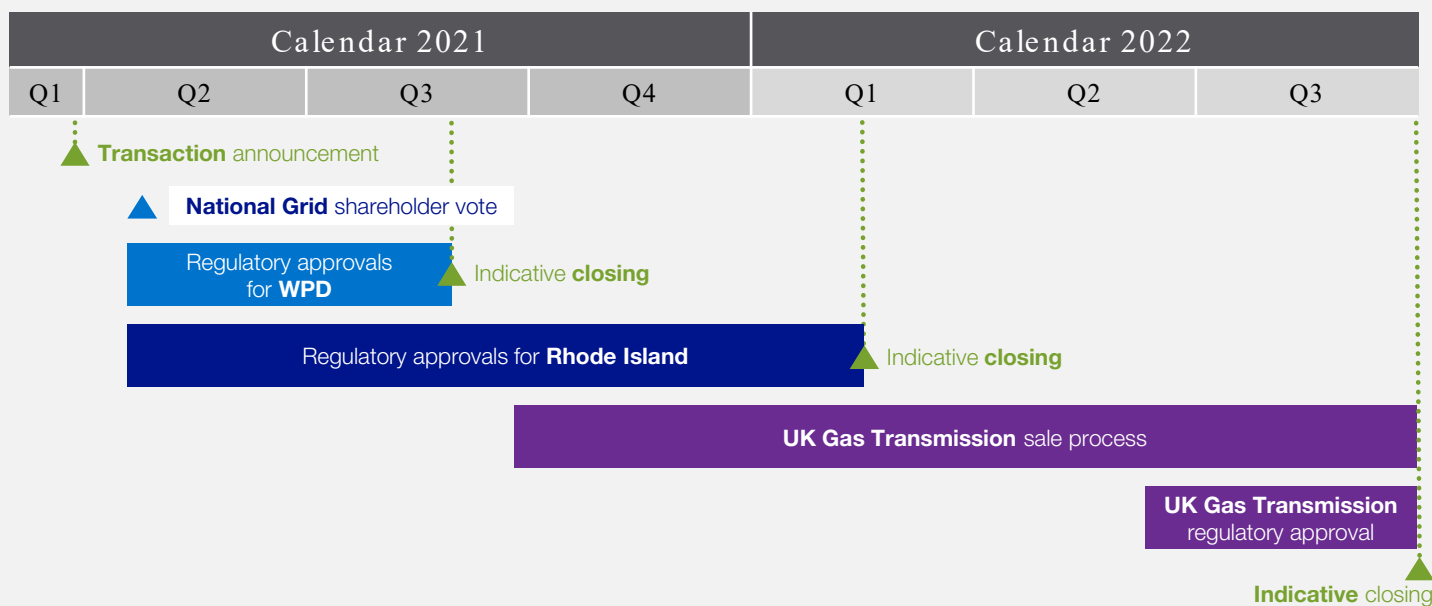 Calendar 2021
Calendar 2022
Q1
Q2
Q3
Q4
Q1
Q2
Q3
Transaction announcement
National Grid shareholder vote
Regulatory approvals
for WPD
Indicative closing
Regulatory approvals for Rhode Island
Indicative closing
UK Gas Transmission sale process
UK Gas Transmission
regulatory approval
Indicative closing